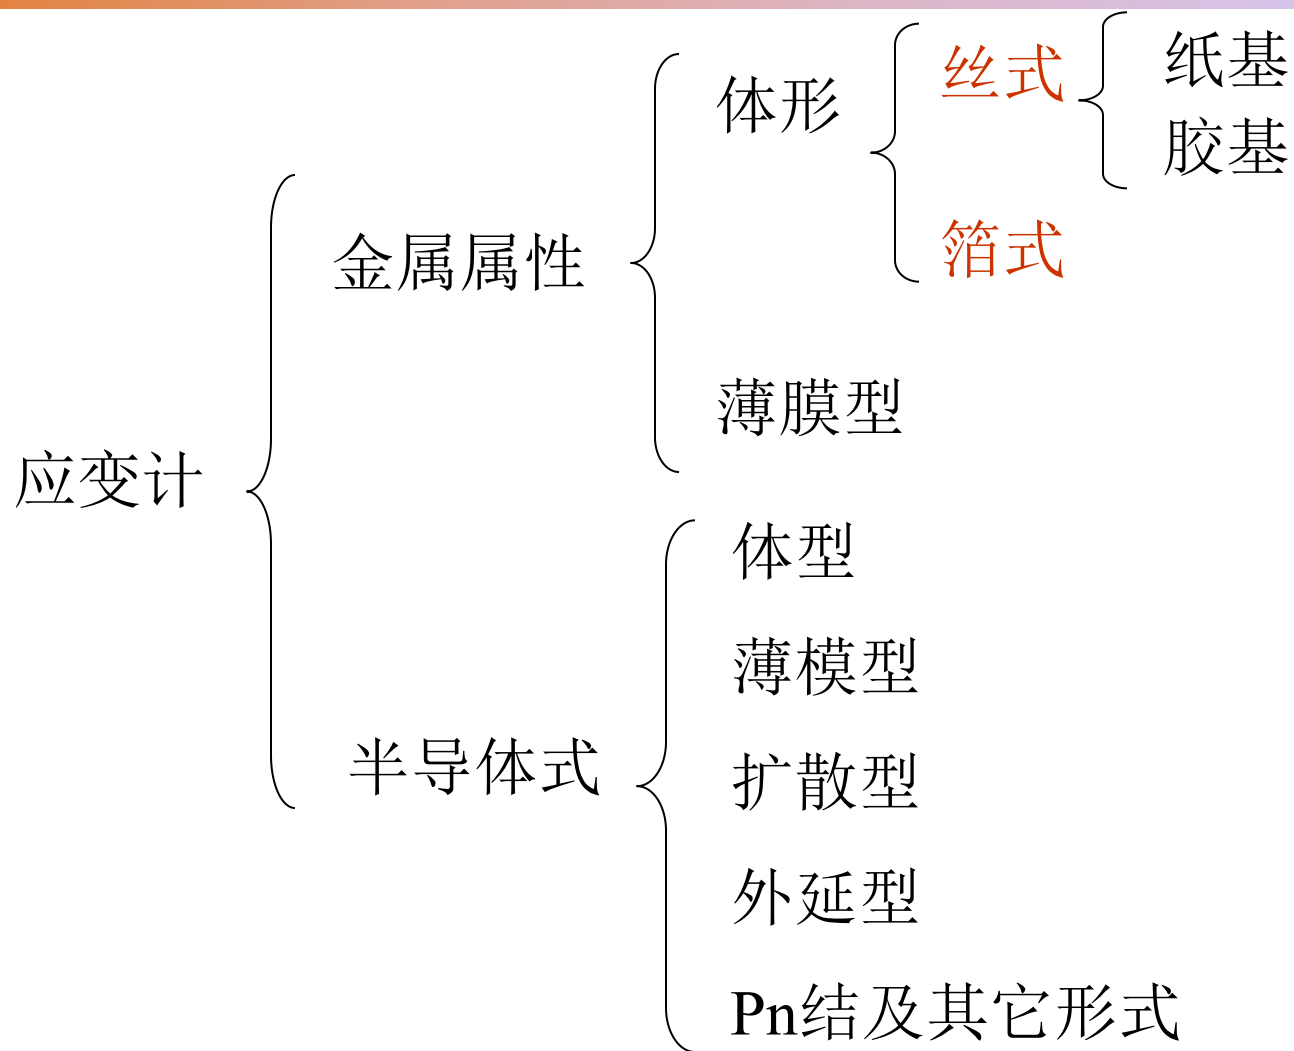 应变计
金属属性
体形
丝式
纸基
胶基
箔式
薄膜型
半导体式
体型
薄模型
扩散型
外延型
Pn结及其它形式